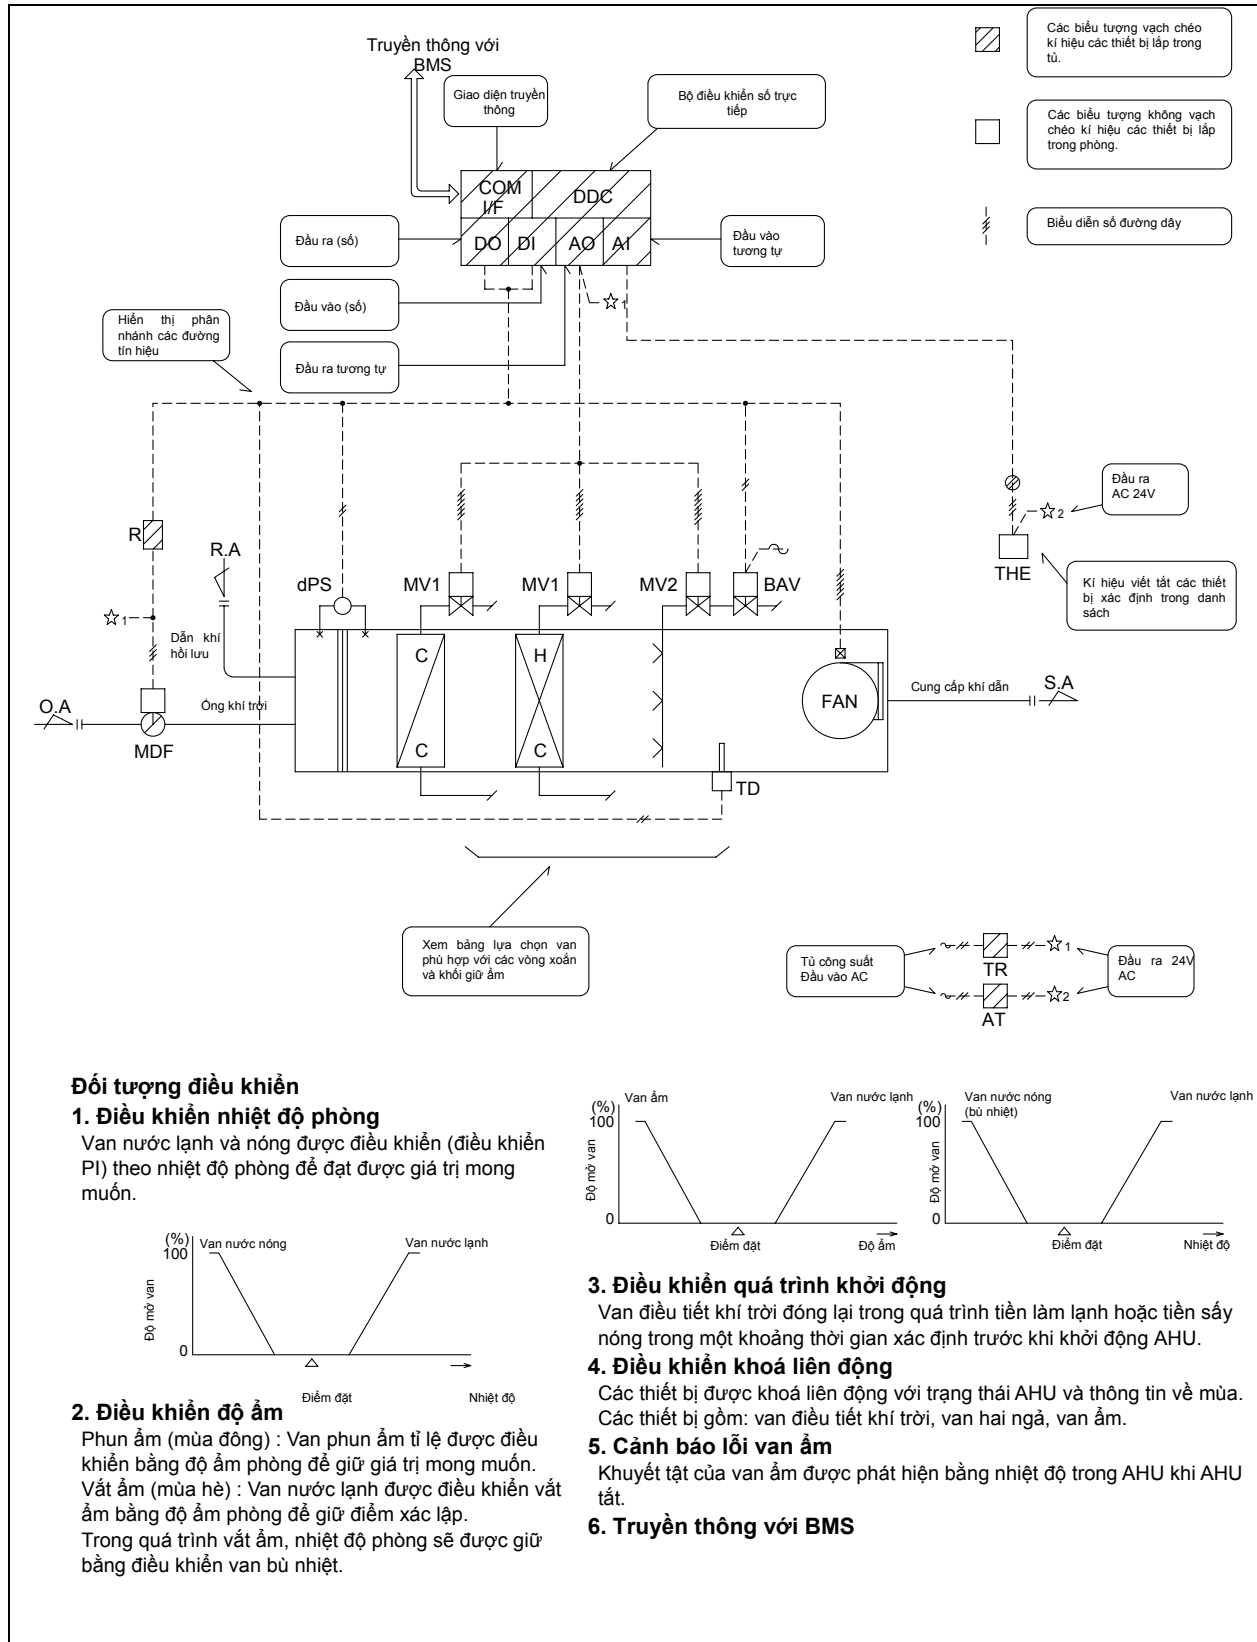 Truyền thông với
BMS
Giao diện truyền
thông
Bộ điều khiển số trực
tiếp
Các biểu tượng vạch chéo
kí hiệu các thiết bị lắp trong
tủ.
Các biểu tượng không vạch
chéo kí hiệu các thiết bị lắp
trong phòng.
Biểu diễn số đường dây
COM
I/F
DDC
DO
DI
AO
AI
Đầu ra (số)
Đầu vào
tương tự
Đầu vào (số)
1
Hiển thị phân
nhánh các đường
tín hiệu
Đầu ra tương tự
Đầu ra
AC 24V
2
THE
Kí hiệu viết tắt các thiết
bị xác định trong danh
sách
R
R.A
dPS
MV1
MV1
MV2
BAV
1
Dẫn khí
hồi lưu
C
H
O.A
Ống khí trời
FAN
Cung cấp khí dẫn
S.A
MDF
C
C
TD
Xem bảng lựa chọn van
phù hợp với các vòng xoắn
và khối giữ ẩm
Tủ công suất
Đầu vào AC
1
TR
2
AT
Đầu ra 24V
AC
Đối tượng điều khiển
1. Điều khiển nhiệt độ phòng
Van nước lạnh và nóng được điều khiển (điều khiển
PI) theo nhiệt độ phòng để đạt được giá trị mong
muốn.
(%)
100
Van nước nóng
Van nước lạnh
Độ mở van
0
Điểm đặt
Nhiệt độ
2. Điều khiển độ ẩm
Phun ẩm (mùa đông) : Van phun ẩm tỉ lệ được điều
khiển bằng độ ẩm phòng để giữ giá trị mong muốn.
Vắt ẩm (mùa hè) : Van nước lạnh được điều khiển vắt
ẩm bằng độ ẩm phòng để giữ điểm xác lập.
Trong quá trình vắt ẩm, nhiệt độ phòng sẽ được giữ
bằng điều khiển van bù nhiệt.
(%)
100
Van ẩm
Van nước lạnh
Độ mở van
0
Điểm đặt
Độ ẩm
(%)
100
Van nước nóng
(bù nhiệt)
Van nước lạnh
Độ mở van
0
Điểm đặt
Nhiệt độ
3. Điều khiển quá trình khởi động
Van điều tiết khí trời đóng lại trong quá trình tiền làm lạnh hoặc tiền sấy
nóng trong một khoảng thời gian xác định trước khi khởi động AHU.
4. Điều khiển khoá liên động
Các thiết bị được khoá liên động với trạng thái AHU và thông tin về mùa.
Các thiết bị gồm: van điều tiết khí trời, van hai ngả, van ẩm.
5. Cảnh báo lỗi van ẩm
Khuyết tật của van ẩm được phát hiện bằng nhiệt độ trong AHU khi AHU
tắt.
6. Truyền thông với BMS